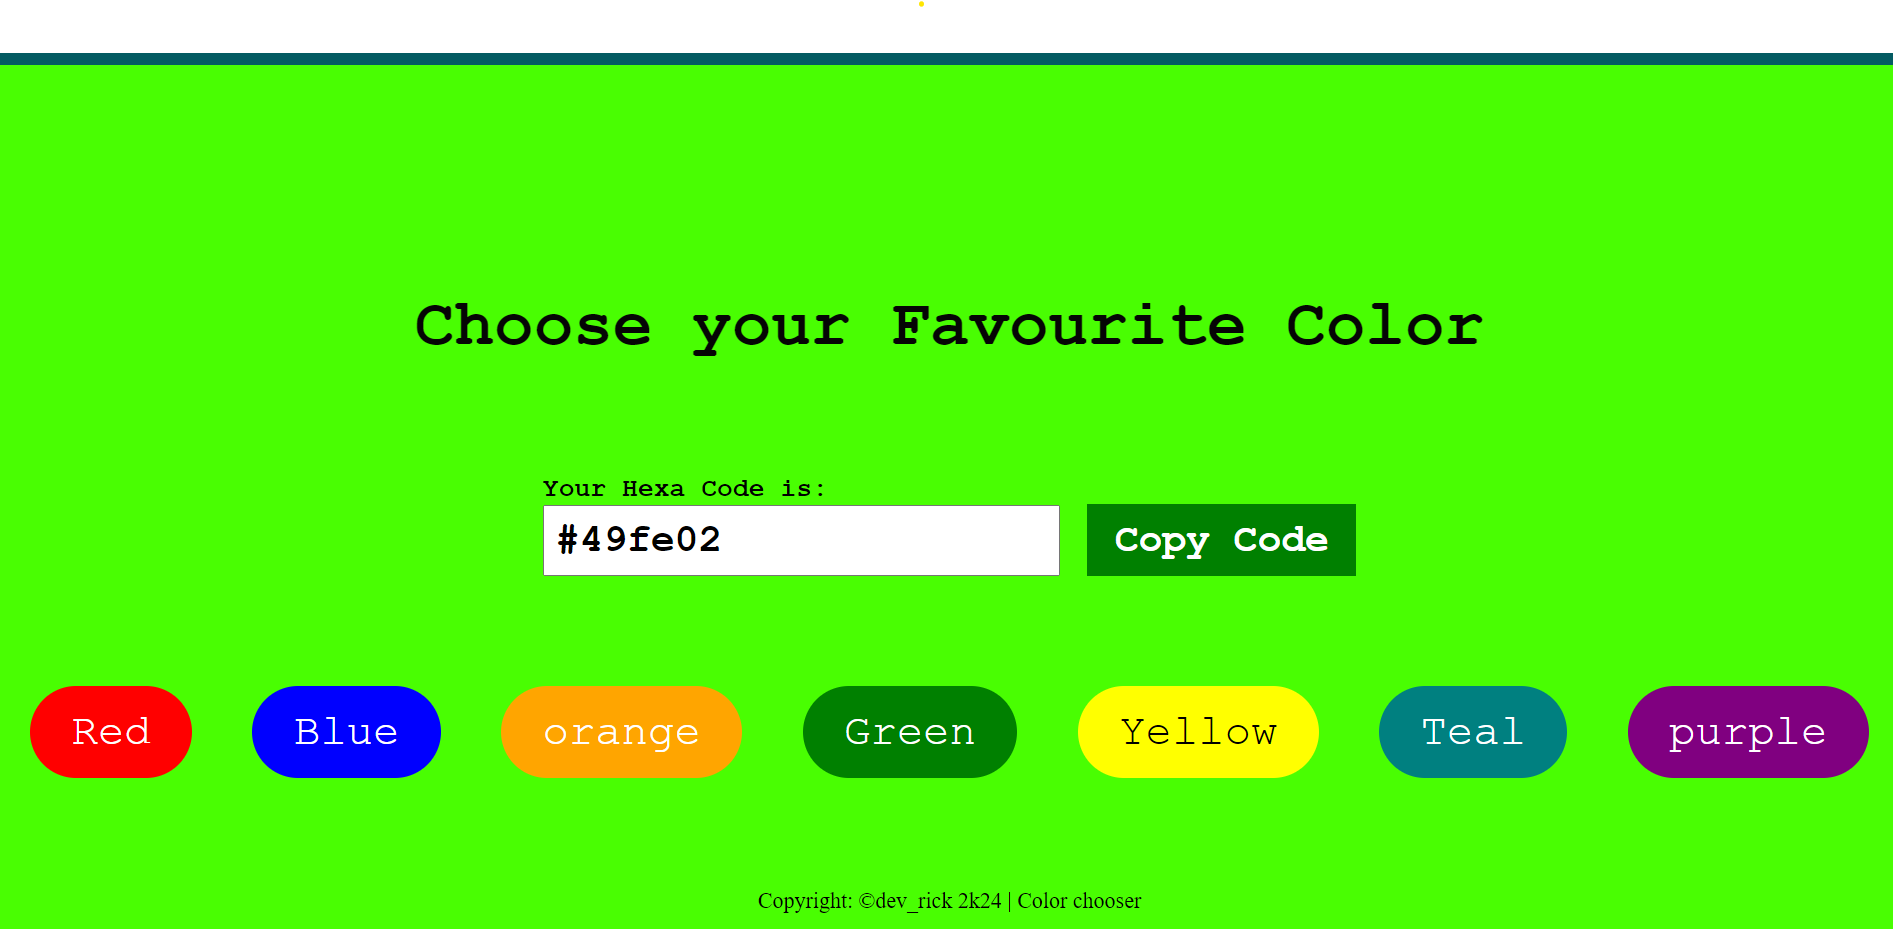 Choose your Favourite Color
Your Hexa Code is:
#49fe02 Copy Code
Red Blue orange Green Yellow Teal purple
Copyright: ©dev_rick 2k24 | Color chooser